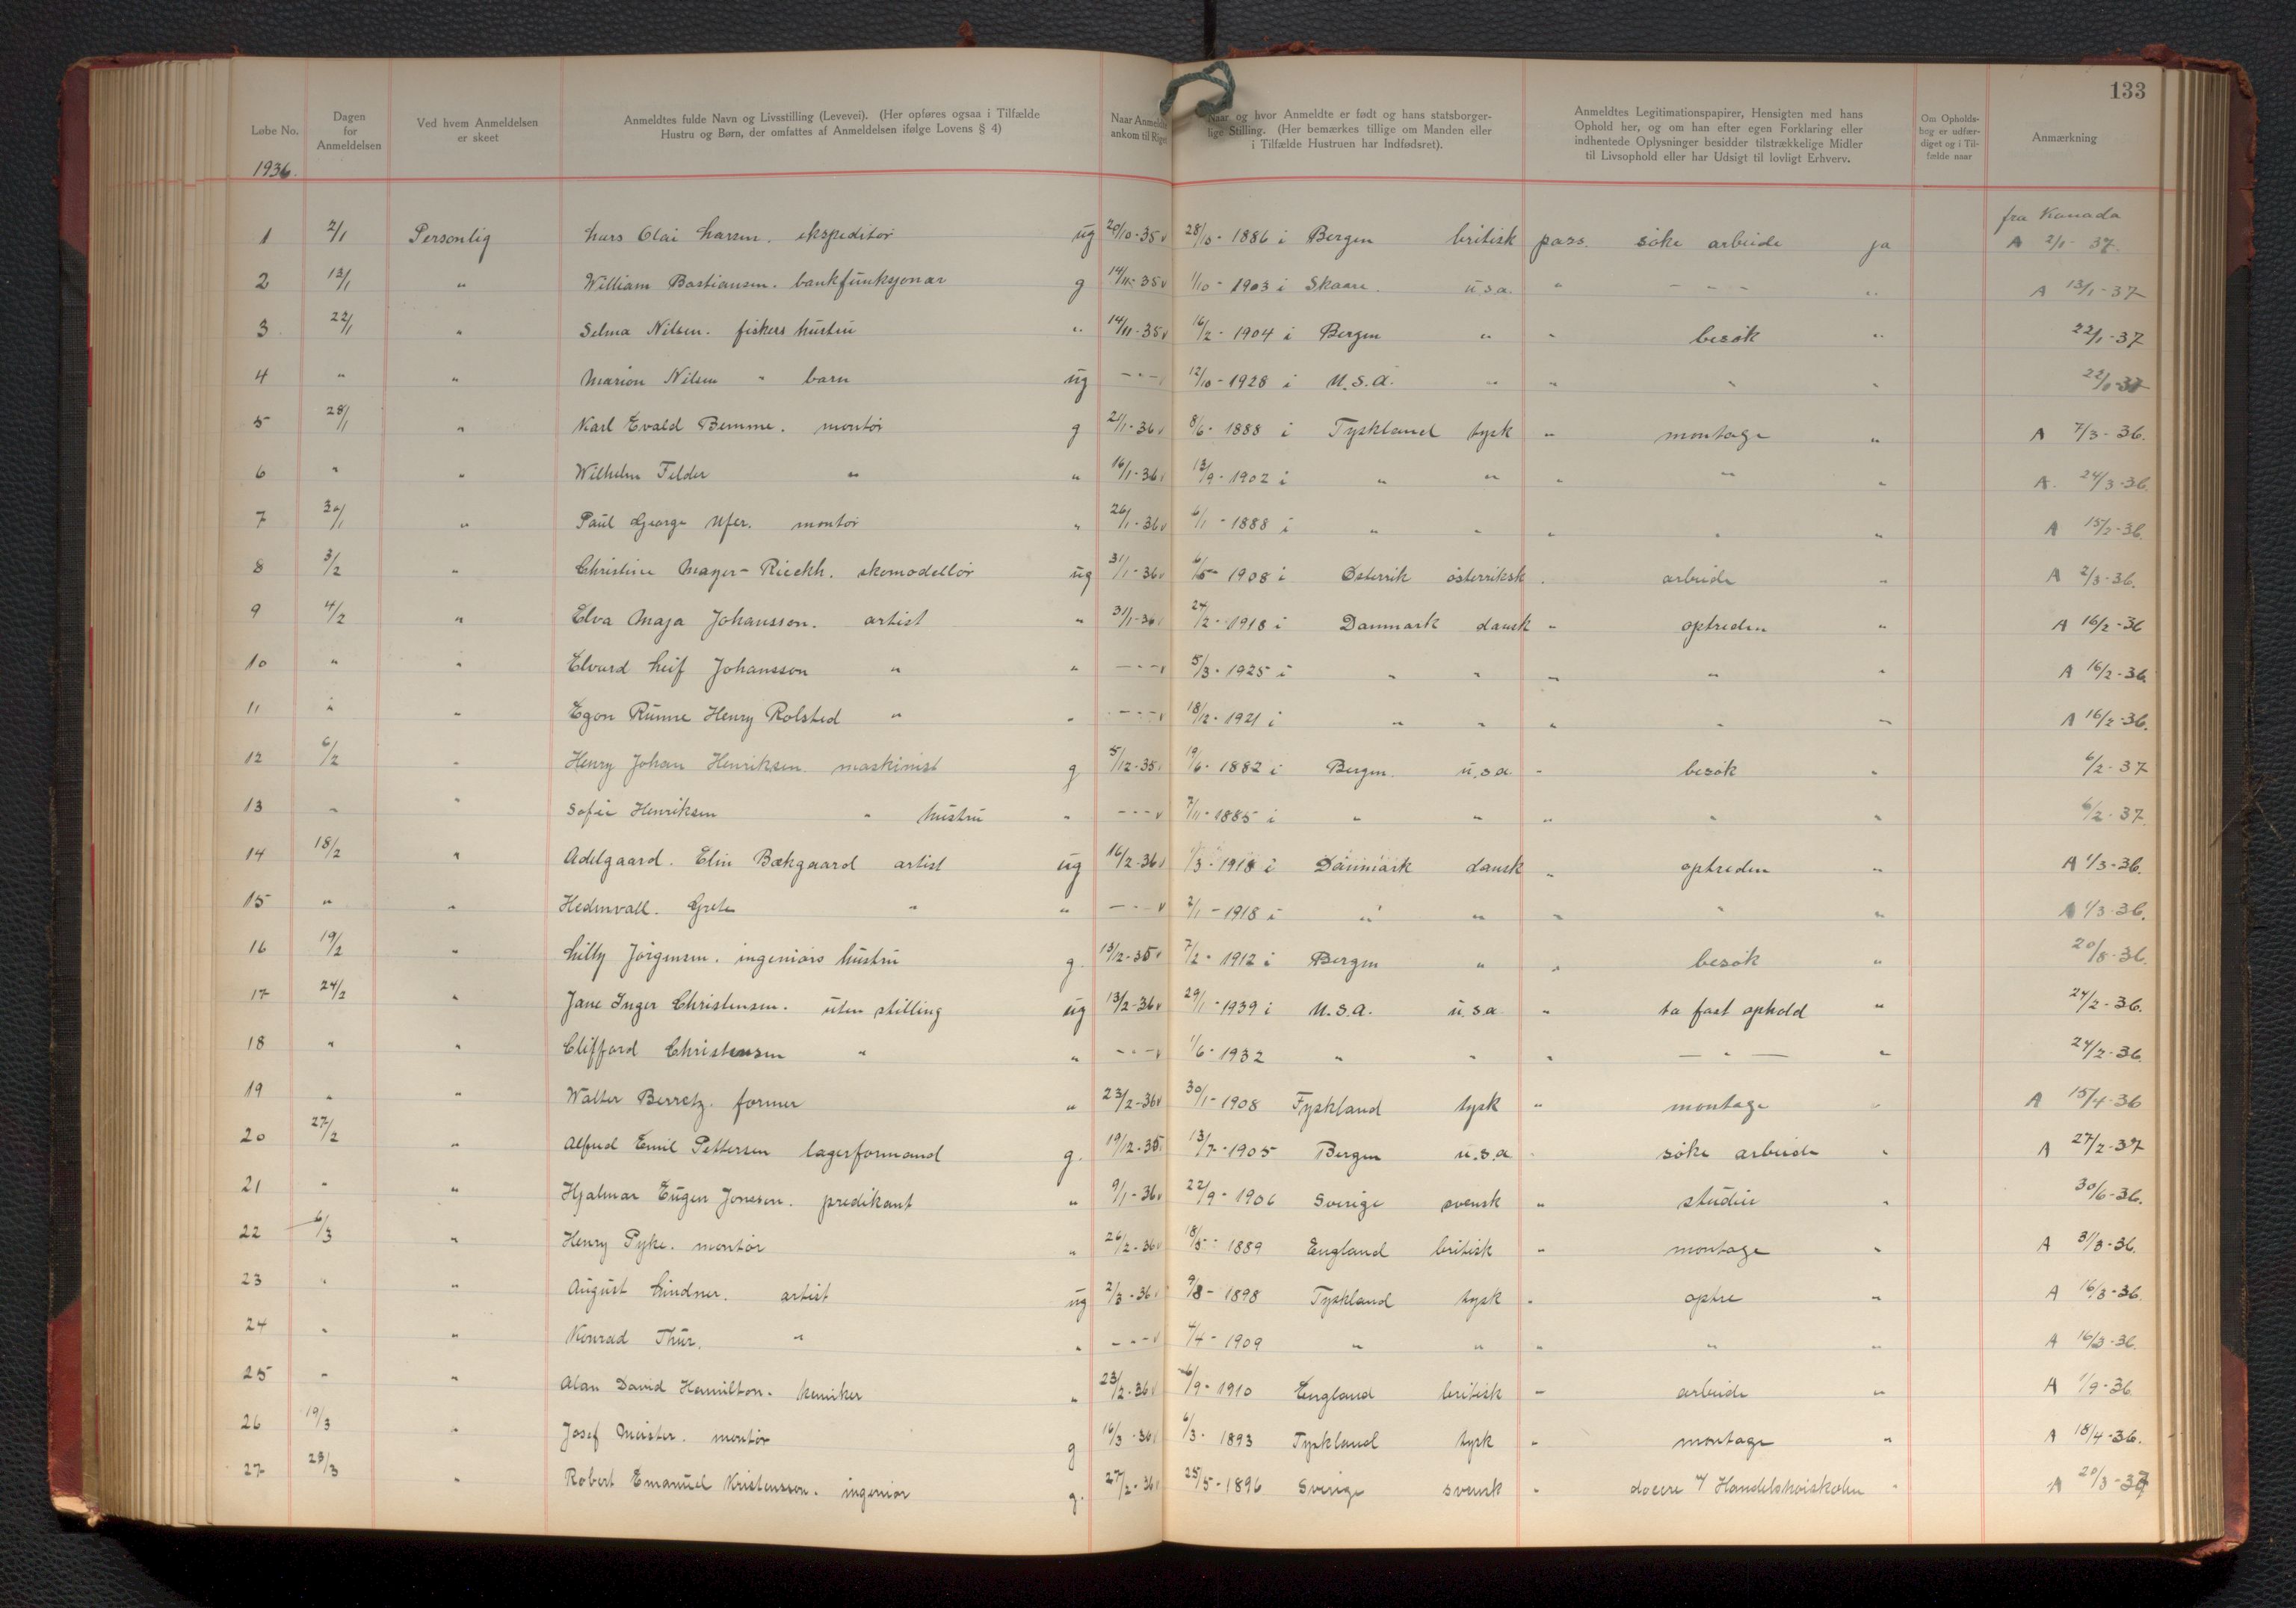 133
Løbe No.
Dagen for Anmeldelsen
Ved hvem Anmeldelsen er skeet
Anmeldtes fulde Navn og Livsstilling (Levevei). (Her opføres ogsaa i Tilfælde Hustru og Børn, der omfattes af Anmeldelsen ifølge Lovens § 4)
Naar Anmeldte ankom til Riget
Naar og hvor Anmeldte er født og hans statsborgerlige Stilling. (Her bemærkes tillige om Manden eller i Tilfælde Hustruen har Indfødsret).
Anmeldtes Legitimationspapirer, Hensigten med hans Ophold her, og om han efter egen Forklaring eller indhentede Oplysninger besidder tilstrækkelige Midler til Livsophold eller har Udsigt til lovligt Erhverv.
Om Opholdsbog er udfærdiget og i Tilfælde naar
Anmærkning
1936.
fra Kanada
1 2/1 Personlig Lars Olai Larsen. ekspeditør ug 20/10-35 v 28/10-1886 i Bergen britisk pass. søke arbeide ja A 2/1-37.
2 13/1 " William Bastiansen. bankfunksjonær g 14/11-35 v 1/10-1903 i Skaare. u.s.a. " - " - A 13/1-37
3 22/1 " Selma Nilsen. fiskers hustru " 14/11-35 v 16/2-1904 i Bergen " " besøk " 22/1-37
4 " " Marion Nilsen " barn ug - " - 12/10-1928 i U.S.A. " " " " 22/1-37
5 28/1 " Karl Evald Bemme. montør g 21/1-36 v 8/6-1888 i Tyskland tysk " montage " A 7/3-36.
6 " " Wilhelm Felder " " 16/1-36 v 13/9-1902 i " " " " " A. 24/3-36.
7 30/1 " Paul George Ufer. montør " 26/1-36 v 6/1-1888 i " " " " " A 15/2-36.
8 3/2 " Christine Mayer-Rieckh. skomodellør ug 31/1-36 v 6/5-1908 i Østerrik østerriksk " arbeide " A 2/3-36.
9 4/2 " Elva Maja Johansson. artist " 31/1-36 v 24/2-1918 i Danmark dansk " optreden " A 16/2-36
10 " " Elvard Leif Johansson " " - " - v 5/3-1925 i " " " " " A 16/2-36.
11 " " Egon Runne Henry Rolsted " " - " - v 18/12-1921 i " " " " " A 16/2-36.
12 6/2 " Henry Johan Henriksen. maskinist g 5/12-35 v 19/6-1882 i Bergen. u.s.a. " besøk " 6/2-37
13 " " Sofie Henriksen " hustru " - " - v 7/11-1885 i " " " " " 6/2-37.
14 18/2 " Adelgaard. Elin Bækgaard artist ug 16/2-36 v 1/3-1918 i Danmark dansk " optreden " A 1/3-36.
15 " " Hedmvall. Grete " " - " - v 2/1-1918 i " " " " " A 1/3-36.
16 19/2 " Lilly Jørgensen. ingeniørs hustru g. 13/12-35 v 7/2-1912 i Bergen " " besøk " 20/8-36.
17 24/2 " Jane Inger Christensen. uten stilling ug 13/2-36 v 29/1-1939 i U.S.A. u.s.a. " ta fast ophold " 24/2-36.
18 " " Clifford Christensen " " - " - v 1/6-1932 " " " - " - " 24/2-36.
19 " " Walter Berretz. former " 23/2-36 v 30/1-1908 Tyskland tysk " montage " A 15/4-36
20 27/2 " Alfred Emil Pettersen lagerformand g. 19/12-35. 13/7-1905 Bergen u.s.a. " søke arbeide " A 27/2-37
21 " " Hjalmar Eugen Jonsson. predikant " 9/1-36 v 22/9-1906 Sverige svensk " studie " 30/6-36.
22 6/3 " Henry Pyke. montør " 26/2-36 v 18/5-1889 England britisk " montage " A 31/3-36.
23 " " August Lindner. artist ug 2/3-36 v 9/8-1898 Tyskland tysk " optre " A 16/3-36
24 " " Konrad Thür. " " - " - v 4/4-1909 " " " " " A 16/3-36.
25 " " Alan David Hamilton. kemiker " 23/2-36 v 6/9-1910 England britisk " arbeide " A 1/9-36
26 19/3 " Josef Meister. montør g 16/3-36 v 6/3-1893 Tyskland tysk " montage " A 18/4-36.
27 23/3 " Robert Emanuel Kristensson. ingeniør g. 27/2-36 v 25/5-1896 Sverige svensk " docere v/ Handelshøiskolen " A 20/3-37